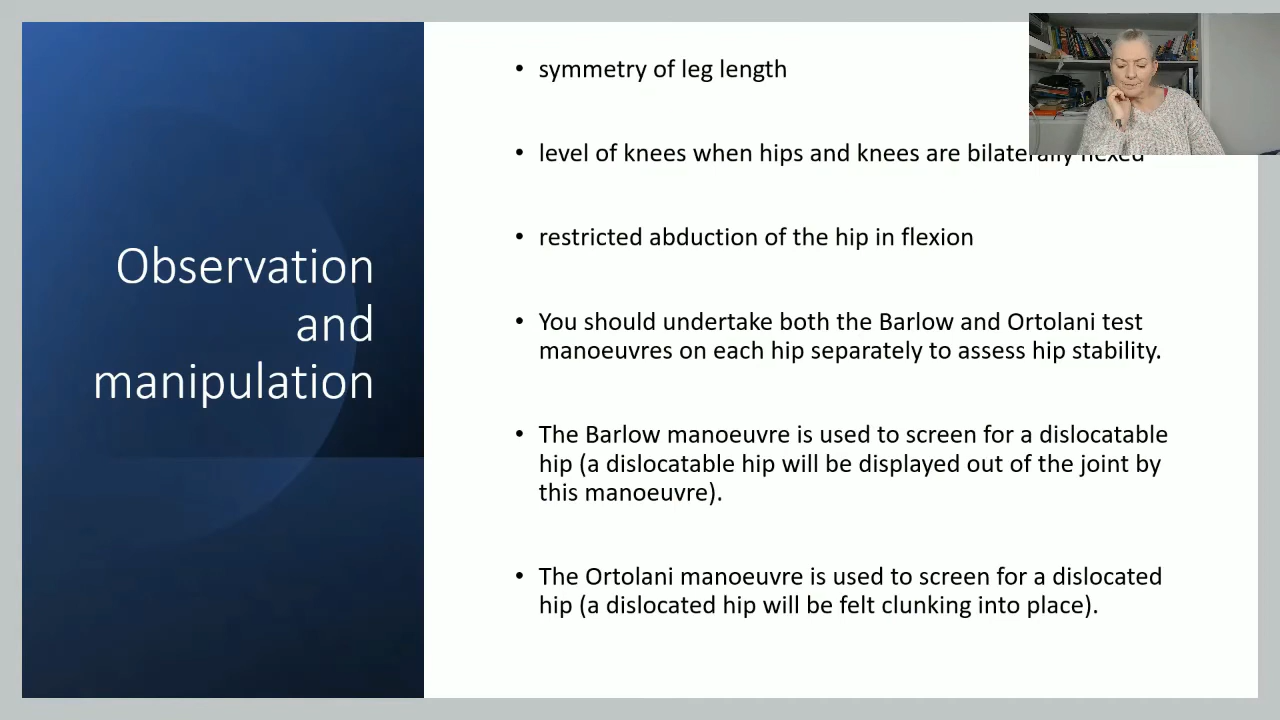 Observation
and
manipulation
• symmetry of leg length
• level of knees when hips and knees are bilaterally flexed
• restricted abduction of the hip in flexion
• You should undertake both the Barlow and Ortolani test
manoeuvres on each hip separately to assess hip stability.
• The Barlow manoeuvre is used to screen for a dislocatable
hip (a dislocatable hip will be displayed out of the joint by
this manoeuvre).
• The Ortolani manoeuvre is used to screen for a dislocated
hip (a dislocated hip will be felt clunking into place).